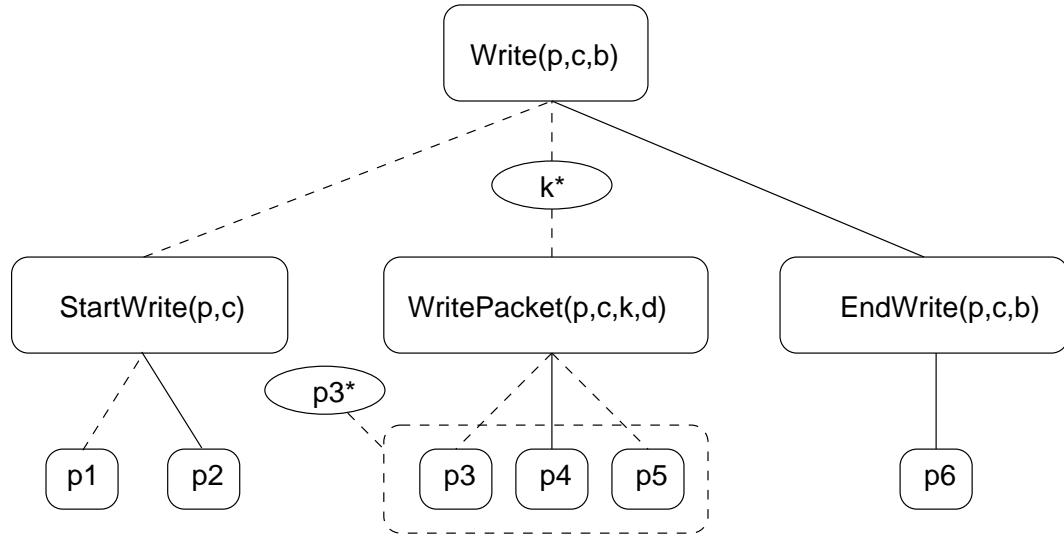 Write(p,c,b)
k*
StartWrite(p,c)
WritePacket(p,c,k,d)
EndWrite(p,c,b)
p3*
p1
p2
p3
p4
p5
p6